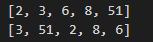 [2, 3, 6, 8, 51]
[3, 51, 2, 8, 6]